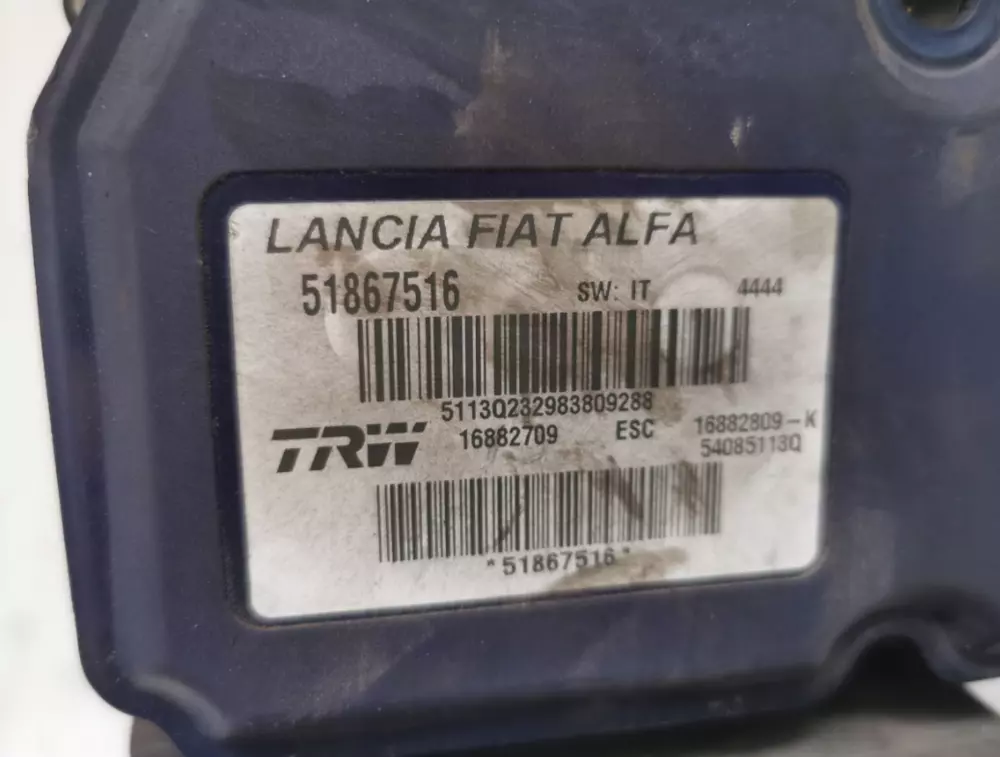 LANCIA FIAT ALFA
51867516 SW: IT 4444
5113Q232983809288
TRW 16882709 ESC 16882809-K
54085113Q
*51867516*